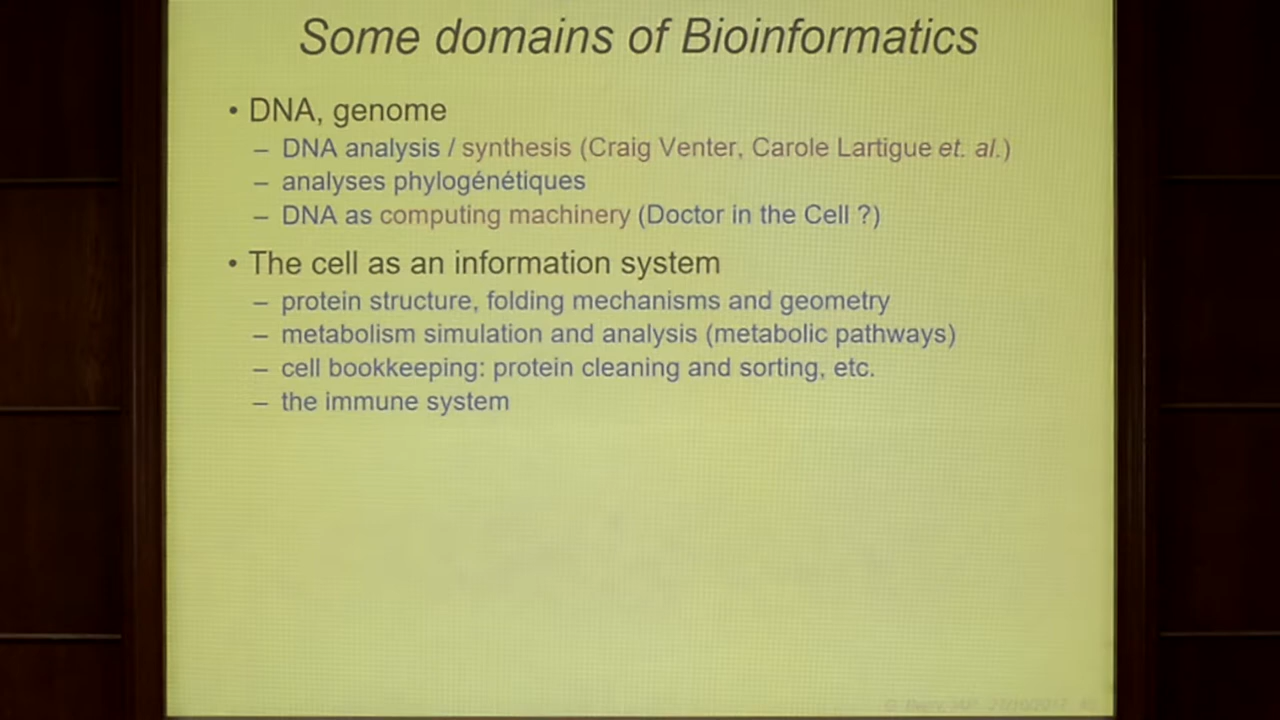 Some domains of Bioinformatics
• DNA, genome
– DNA analysis / synthesis (Craig Venter, Carole Lartigue et. al.)
– analyses phylogénétiques
– DNA as computing machinery (Doctor in the Cell ?)
• The cell as an information system
– protein structure, folding mechanisms and geometry
– metabolism simulation and analysis (metabolic pathways)
– cell bookkeeping: protein cleaning and sorting, etc.
– the immune system